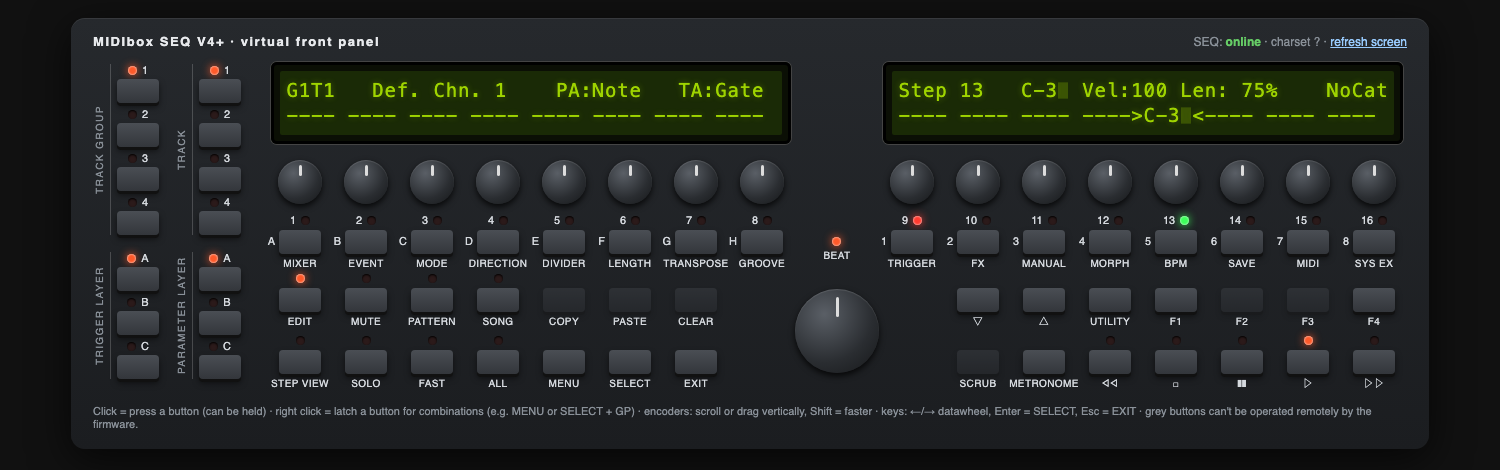 MIDIbox SEQ V4+ · virtual front panel
SEQ: online · charset ? · refresh screen
TRACK GROUP
1
2
3
4
TRACK
1
2
3
4
TRIGGER LAYER
A
B
C
PARAMETER LAYER
A
B
C
G1T1 Def. Chn. 1 PA:Note TA:Gate
---- ---- ---- ---- ---- ---- ---- ----
Step 13 C-3 Vel:100 Len: 75% NoCat
---- ---- ---- ---->C-3 <---- ---- ----
1 2 3 4 5 6 7 8
A B C D E F G H
MIXER EVENT MODE DIRECTION DIVIDER LENGTH TRANSPOSE GROOVE
BEAT
9 10 11 12 13 14 15 16
1 2 3 4 5 6 7 8
TRIGGER FX MANUAL MORPH BPM SAVE MIDI SYS EX
EDIT MUTE PATTERN SONG COPY PASTE CLEAR
▽ △ UTILITY F1 F2 F3 F4
STEP VIEW SOLO FAST ALL MENU SELECT EXIT
SCRUB METRONOME ◁◁ □ ▮▮ ▷ ▷▷
Click = press a button (can be held) · right click = latch a button for combinations (e.g. MENU or SELECT + GP) · encoders: scroll or drag vertically, Shift = faster · keys: ←/→ datawheel, Enter = SELECT, Esc = EXIT · grey buttons can't be operated remotely by the
firmware.